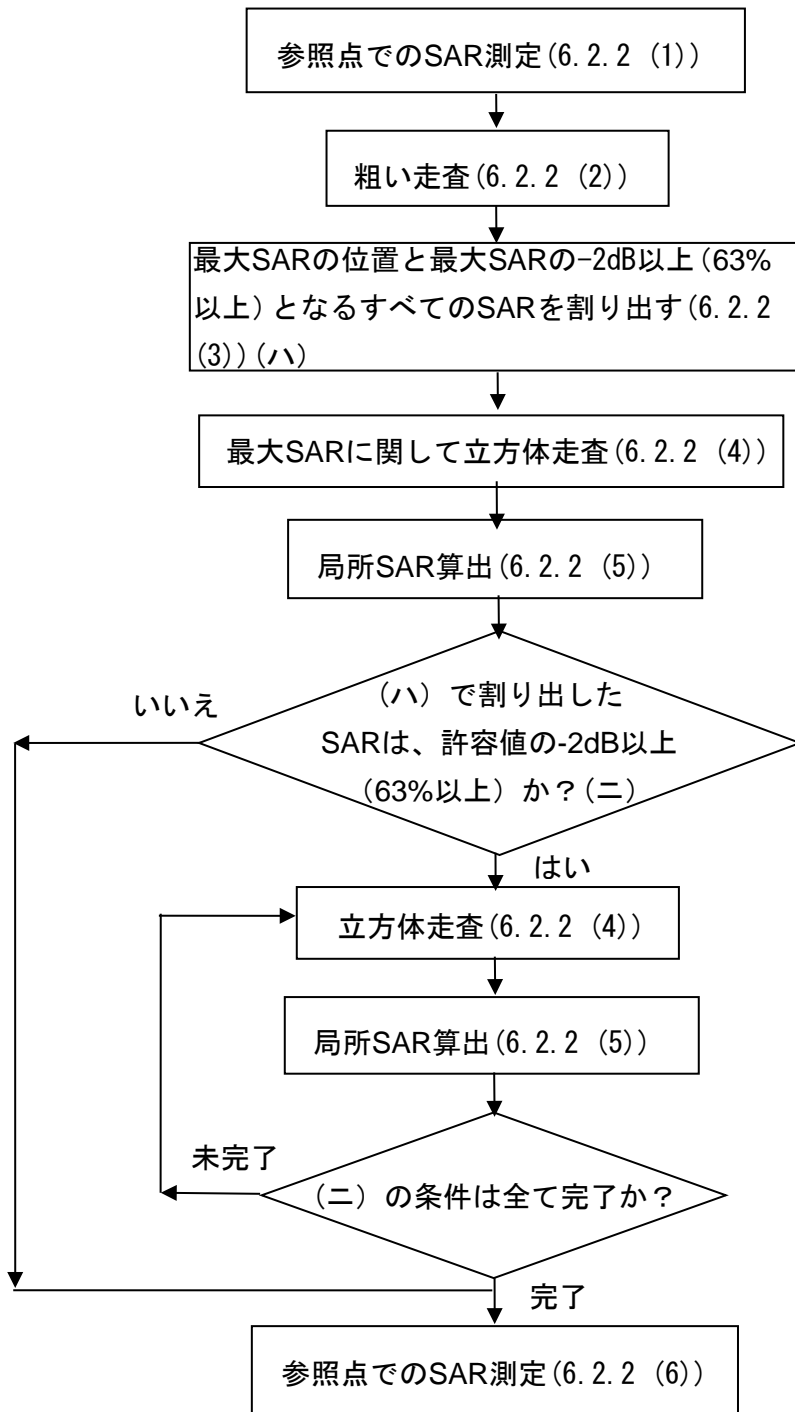 参照点でのSAR測定(6.2.2 (1))
粗い走査(6.2.2 (2))
最大SARの位置と最大SARの-2dB以上(63%
以上)となるすべてのSARを割り出す(6.2.2
(3))(ハ)
最大SARに関して立方体走査(6.2.2 (4))
局所SAR算出(6.2.2 (5))
いいえ
(ハ)で割り出した
SARは、許容値の-2dB以上
(63%以上)か？(ニ)
はい
立方体走査(6.2.2 (4))
局所SAR算出(6.2.2 (5))
未完了
(ニ)の条件は全て完了か？
完了
参照点でのSAR測定(6.2.2 (6))